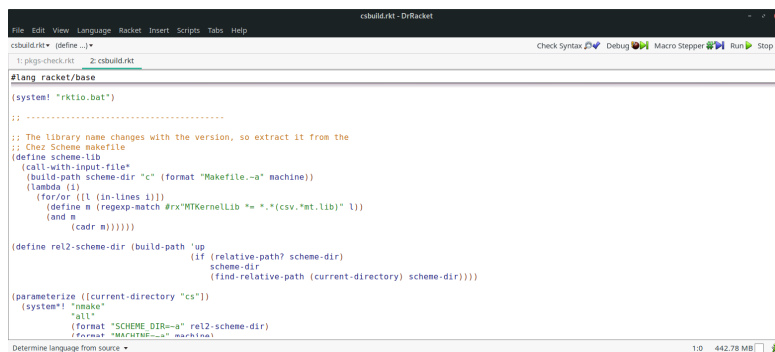 csbuild.rkt - DrRacket
File Edit View Language Racket Insert Scripts Tabs Help
csbuild.rkt (define ...) Check Syntax Debug Macro Stepper Run Stop
1: pkgs-check.rkt 2: csbuild.rkt
#lang racket/base
(system! "rktio.bat")
;; ----------------------------------------
;; The library name changes with the version, so extract it from the
;; Chez Scheme makefile
(define scheme-lib
  (call-with-input-file*
   (build-path scheme-dir "c" (format "Makefile.~a" machine))
   (lambda (i)
     (for/or ([l (in-lines i)])
       (define m (regexp-match #rx"MTKernelLib *= *.*(csv.*mt.lib)" l))
       (and m
            (cadr m))))))
(define rel2-scheme-dir (build-path 'up
                                    (if (relative-path? scheme-dir)
                                        scheme-dir
                                        (find-relative-path (current-directory) scheme-dir))))
(parameterize ([current-directory "cs"])
  (system*! "nmake"
            "all"
            (format "SCHEME_DIR=~a" rel2-scheme-dir)
            (format "MACHINE=~a" machine)
Determine language from source 1:0 442.78 MB